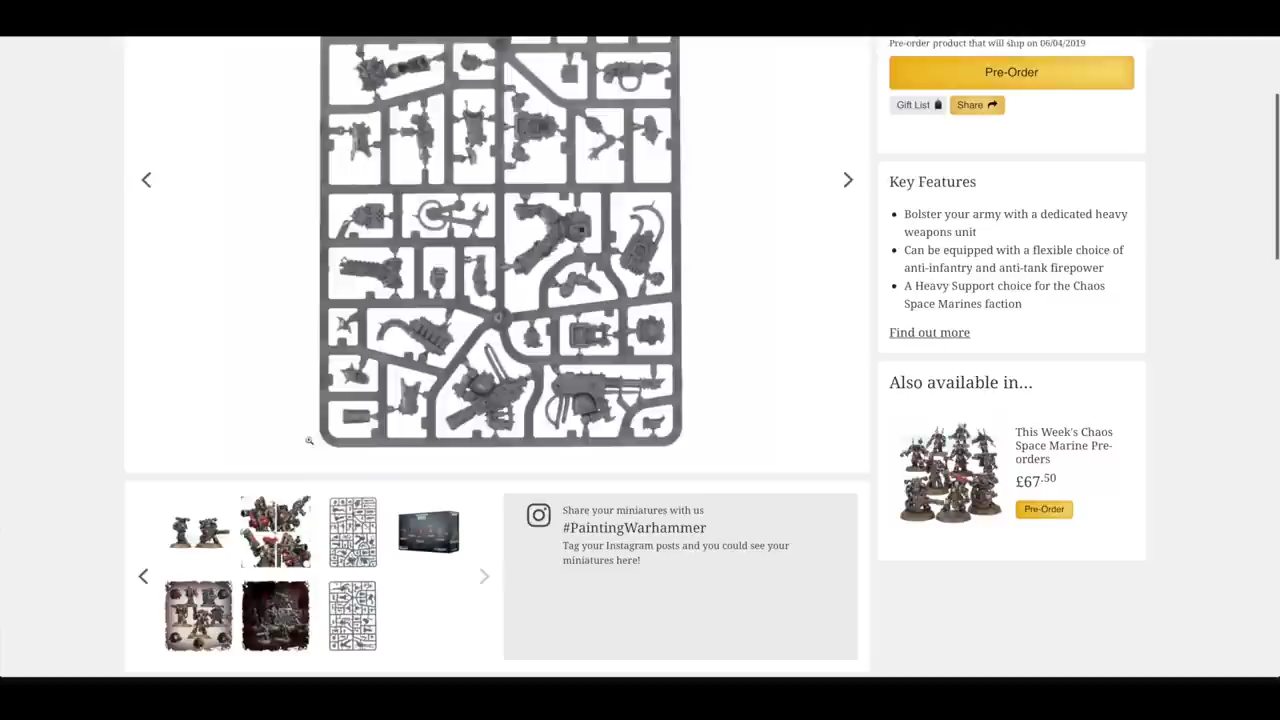 Pre-order product that will ship on 06/04/2019
Pre-Order
Gift List
Share
Key Features
Bolster your army with a dedicated heavy
weapons unit
Can be equipped with a flexible choice of
anti-infantry and anti-tank firepower
A Heavy Support choice for the Chaos
Space Marines faction
Find out more
Also available in...
This Week's Chaos
Space Marine Pre-
orders
£67.50
Pre-Order
Share your miniatures with us
#PaintingWarhammer
Tag your Instagram posts and you could see your
miniatures here!